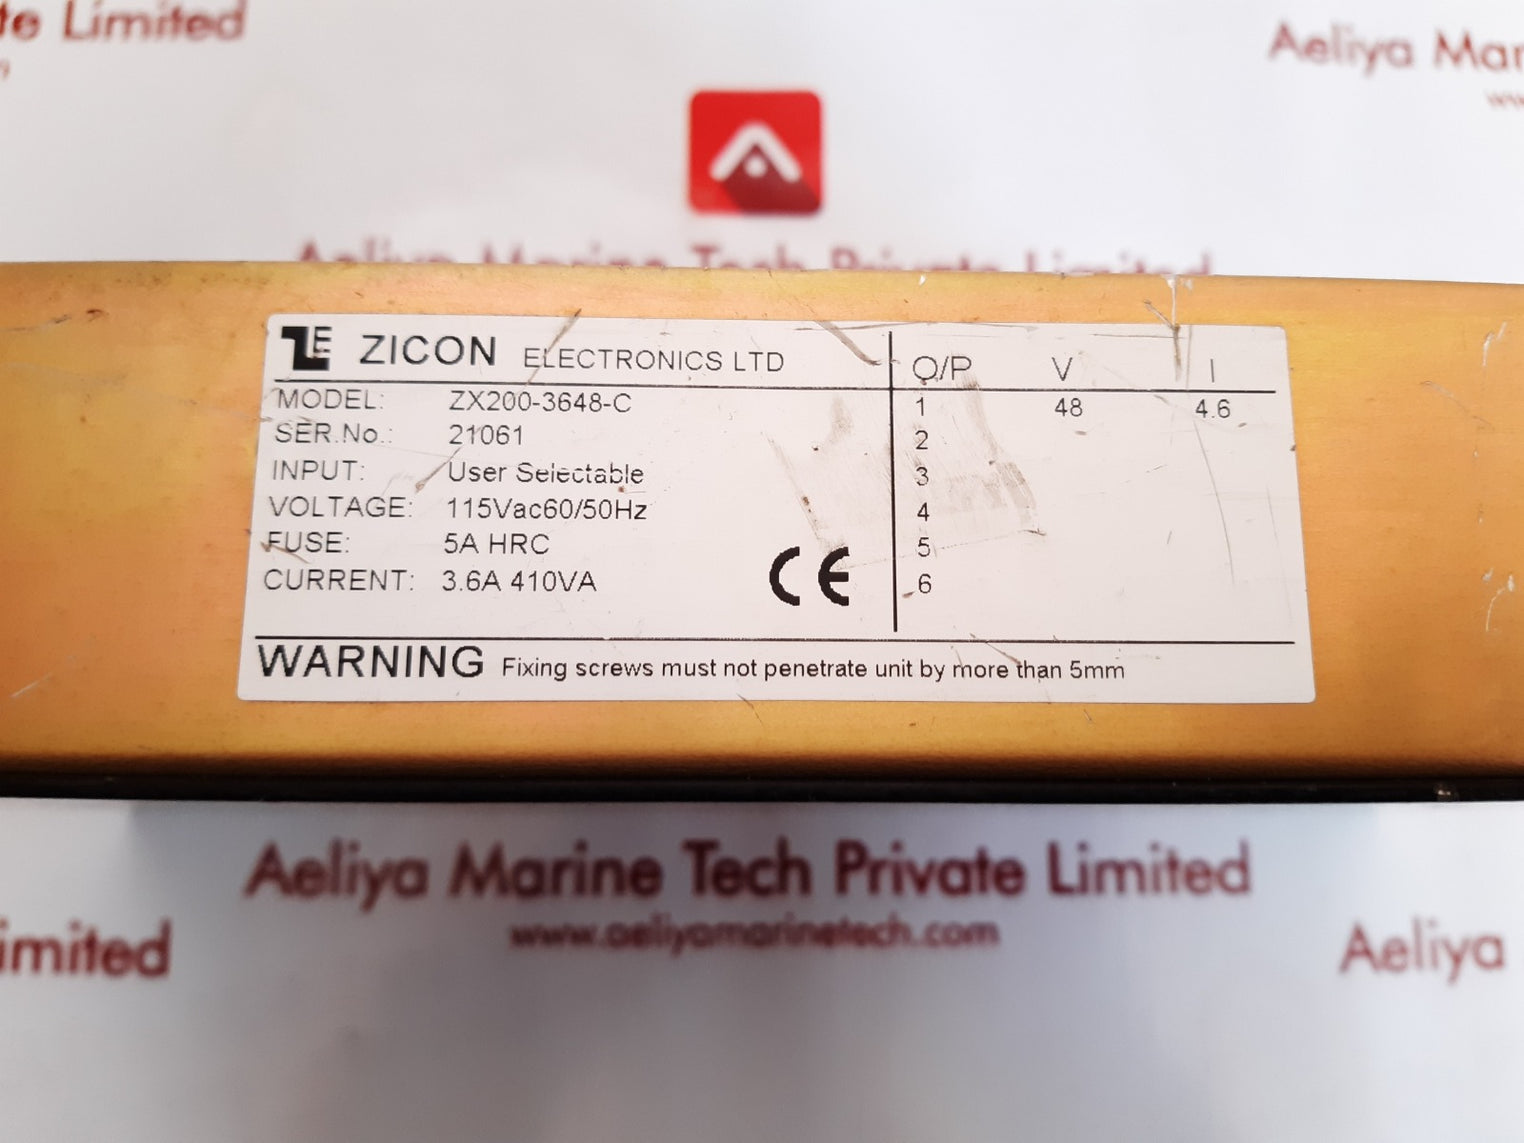 te Limited
Aeliya Mar
Aeliya Marine Tech Private Limited
ZE ZICON ELECTRONICS LTD
MODEL: ZX200-3648-C
SER.No.: 21061
INPUT: User Selectable
VOLTAGE: 115Vac60/50Hz
FUSE: 5A HRC
CURRENT: 3.6A 410VA
CE
O/P V I
1 48 4.6
2
3
4
5
6
WARNING Fixing screws must not penetrate unit by more than 5mm
Aeliya Marine Tech Private Limited
www.aeliyamarinetech.com
imited
Aeliya